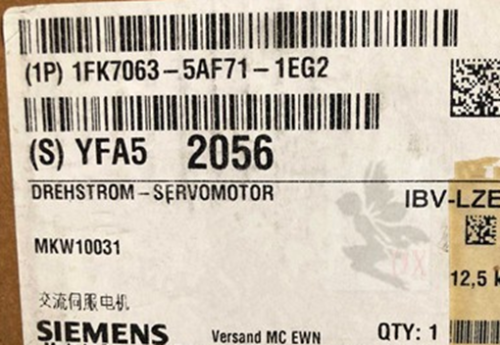 (1P) 1FK7063-5AF71-1EG2
(S) YFA5 2056
DREHSTROM-SERVOMOTOR
IBV-LZE
MKW10031
12,5 k
交流伺服电机
SIEMENS
Versand MC EWN
QTY: 1